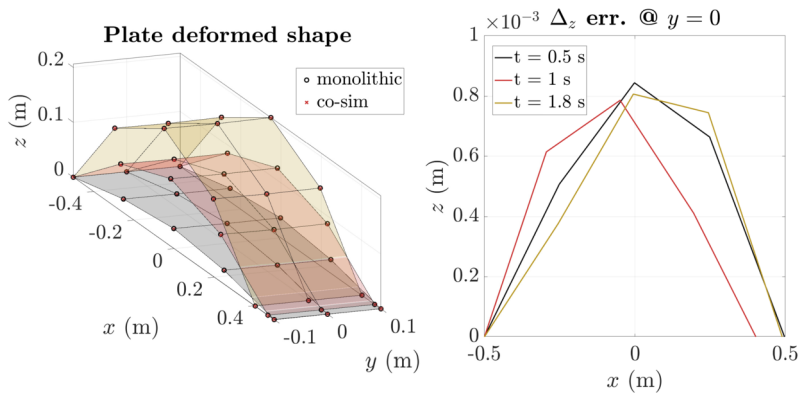 Plate deformed shape
0.2
0.1
0
z (m)
monolithic
co-sim
-0.4
-0.2
0
0.2
0.4
x (m)
-0.1
0
0.1
y (m)
×10⁻³ Δz err. @ y = 0
1
0.8
0.6
0.4
0.2
0
z (m)
t = 0.5 s
t = 1 s
t = 1.8 s
-0.5
0
0.5
x (m)